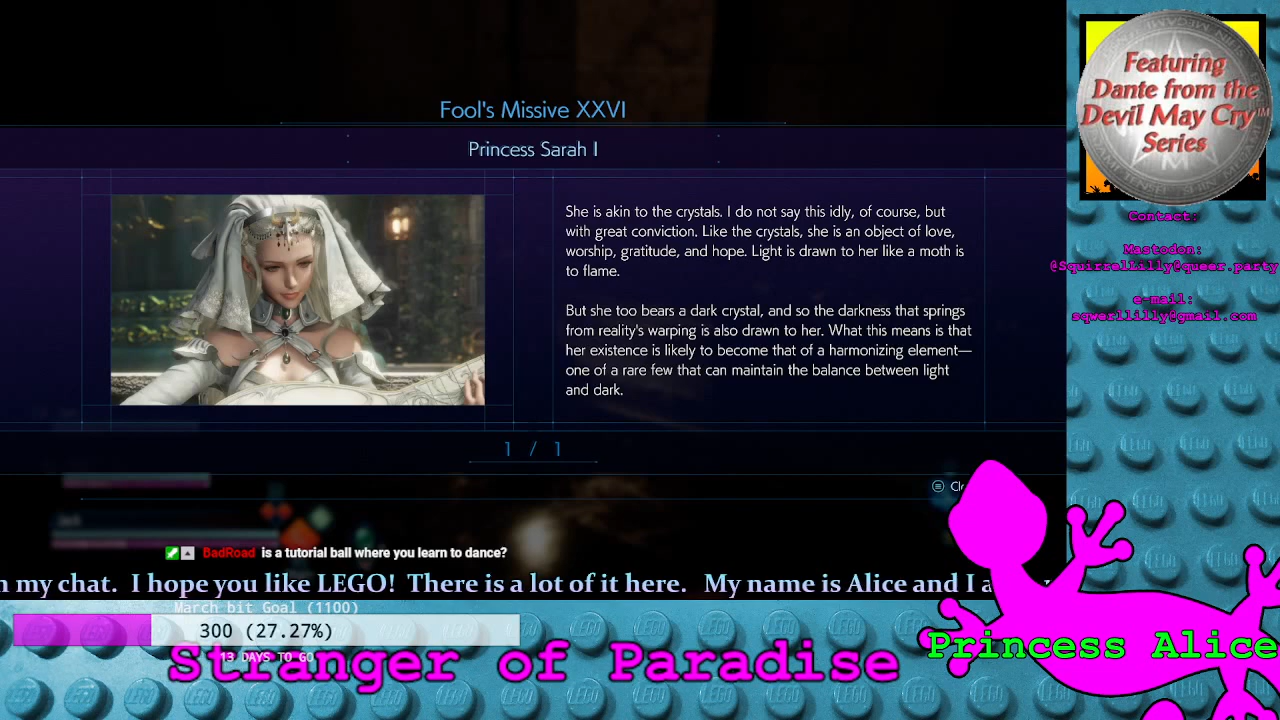 Fool's Missive XXVI
Princess Sarah I
She is akin to the crystals. I do not say this idly, of course, but
with great conviction. Like the crystals, she is an object of love,
worship, gratitude, and hope. Light is drawn to her like a moth is
to flame.
But she too bears a dark crystal, and so the darkness that springs
from reality's warping is also drawn to her. What this means is that
her existence is likely to become that of a harmonizing element—
one of a rare few that can maintain the balance between light
and dark.
1 / 1
Jack
BadRoad is a tutorial ball where you learn to dance?
my chat. I hope you like LEGO! There is a lot of it here. My name is Alice and I
March bit Goal (1100)
300 (27.27%)
13 DAYS TO GO
Stranger of Paradise
Featuring
Dante from the
Devil May Cry™
Series
Contact:
Mastodon:
@SquirrelLilly@queer.party
e-mail:
sqwerllilly@gmail.com
Princess Alice